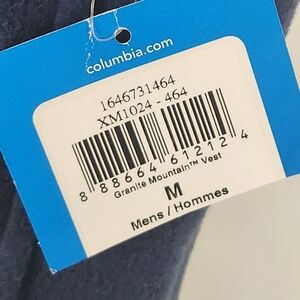 columbia.com
1646731464
XM1024 - 464
8 88664 61212 4
Granite Mountain™ Vest
M
Mens / Hommes